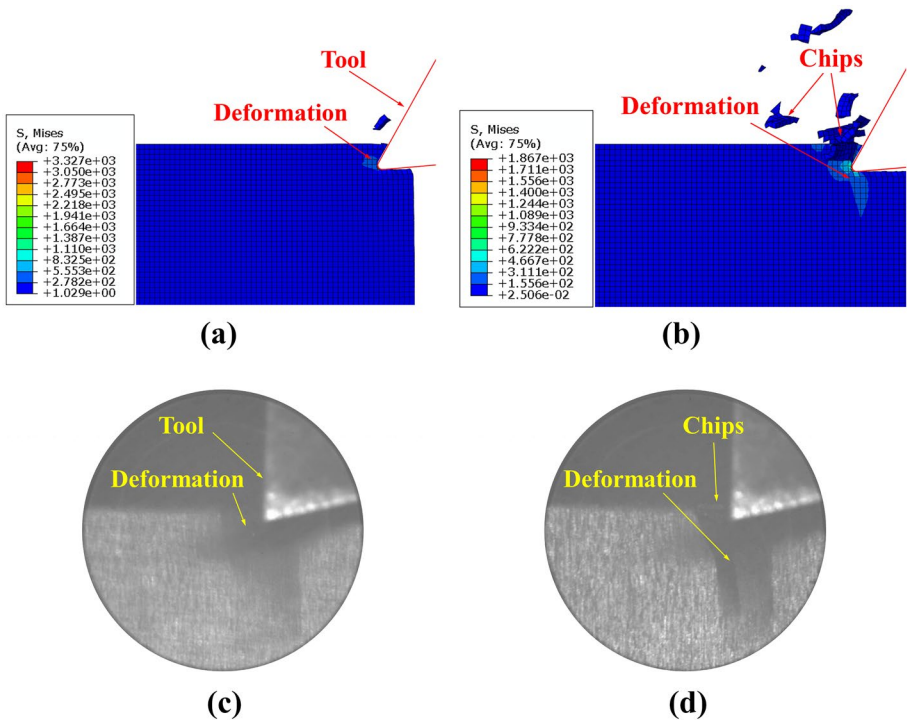 Tool
Deformation
S, Mises
(Avg: 75%)
+3.327e+03
+3.050e+03
+2.773e+03
+2.495e+03
+2.218e+03
+1.941e+03
+1.664e+03
+1.387e+03
+1.110e+03
+8.325e+02
+5.553e+02
+2.782e+02
+1.029e+00
(a)
Chips
Deformation
S, Mises
(Avg: 75%)
+1.867e+03
+1.711e+03
+1.556e+03
+1.400e+03
+1.244e+03
+1.089e+03
+9.334e+02
+7.778e+02
+6.222e+02
+4.667e+02
+3.111e+02
+1.556e+02
+2.506e-02
(b)
Tool
Deformation
(c)
Chips
Deformation
(d)